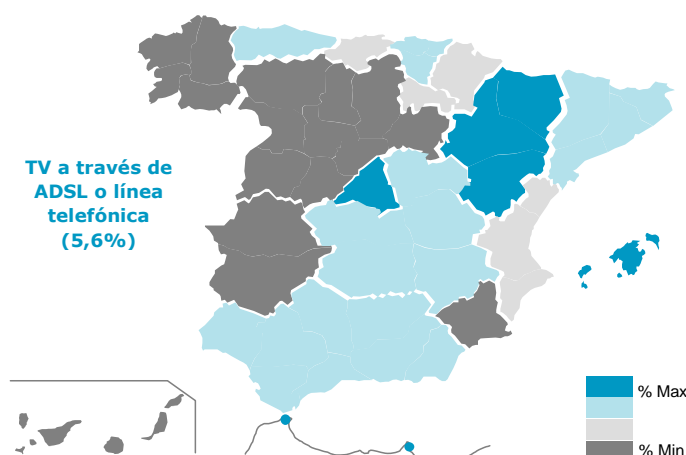 TV a través de
ADSL o línea
telefónica
(5,6%)
% Max
% Min